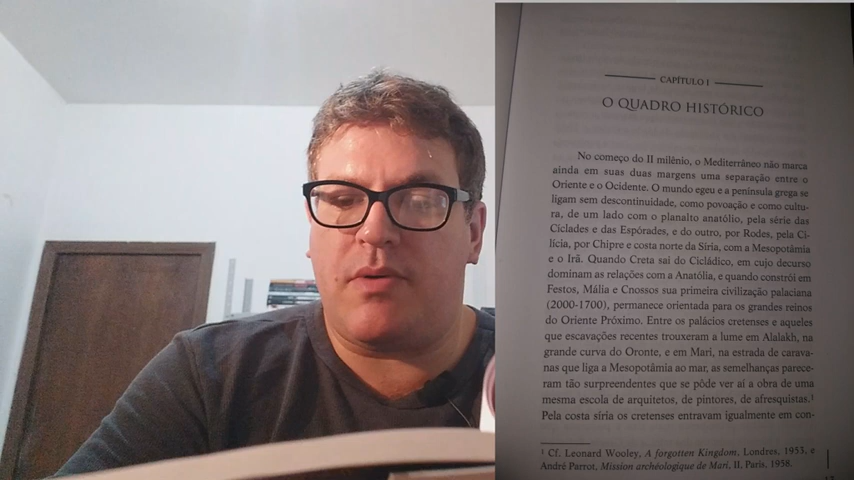 CAPÍTULO I
O QUADRO HISTÓRICO
No começo do II milênio, o Mediterrâneo não marca
ainda em suas duas margens uma separação entre o
Oriente e o Ocidente. O mundo egeu e a península grega se
ligam sem descontinuidade, como povoação e como cultu-
ra, de um lado com o planalto anatólio, pela série das
Cíclades e das Espórades, e do outro, por Rodes, pela Ci-
lícia, por Chipre e costa norte da Síria, com a Mesopotâmia
e o Irã. Quando Creta sai do Cicládico, em cujo decurso
dominam as relações com a Anatólia, e quando constrói em
Festos, Mália e Cnossos sua primeira civilização palaciana
(2000-1700), permanece orientada para os grandes reinos
do Oriente Próximo. Entre os palácios cretenses e aqueles
que escavações recentes trouxeram a lume em Alalakh, na
grande curva do Oronte, e em Mari, na estrada de carava-
nas que liga a Mesopotâmia ao mar, as semelhanças parece-
ram tão surpreendentes que se pôde ver aí a obra de uma
mesma escola de arquitetos, de pintores, de afresquistas.¹
Pela costa síria os cretenses entravam igualmente em con-
¹ Cf. Leonard Wooley, A forgotten Kingdom, Londres, 1953, e
André Parrot, Mission archéologique de Mari, II, Paris, 1958.